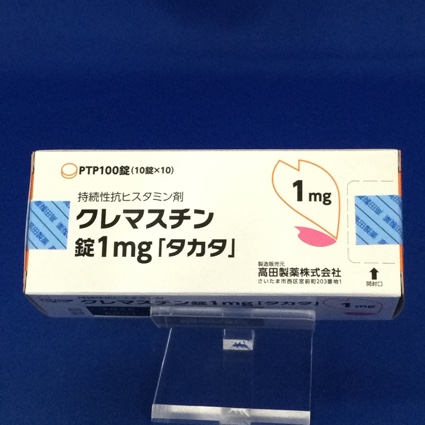 PTP100錠(10錠×10)
持続性抗ヒスタミン剤
クレマスチン
錠1mg「タカタ」
1mg
製造販売元
高田製薬株式会社
さいたま市西区宮前町203番地1
開封口
クレマスチン錠1mg「タカタ」
1mg